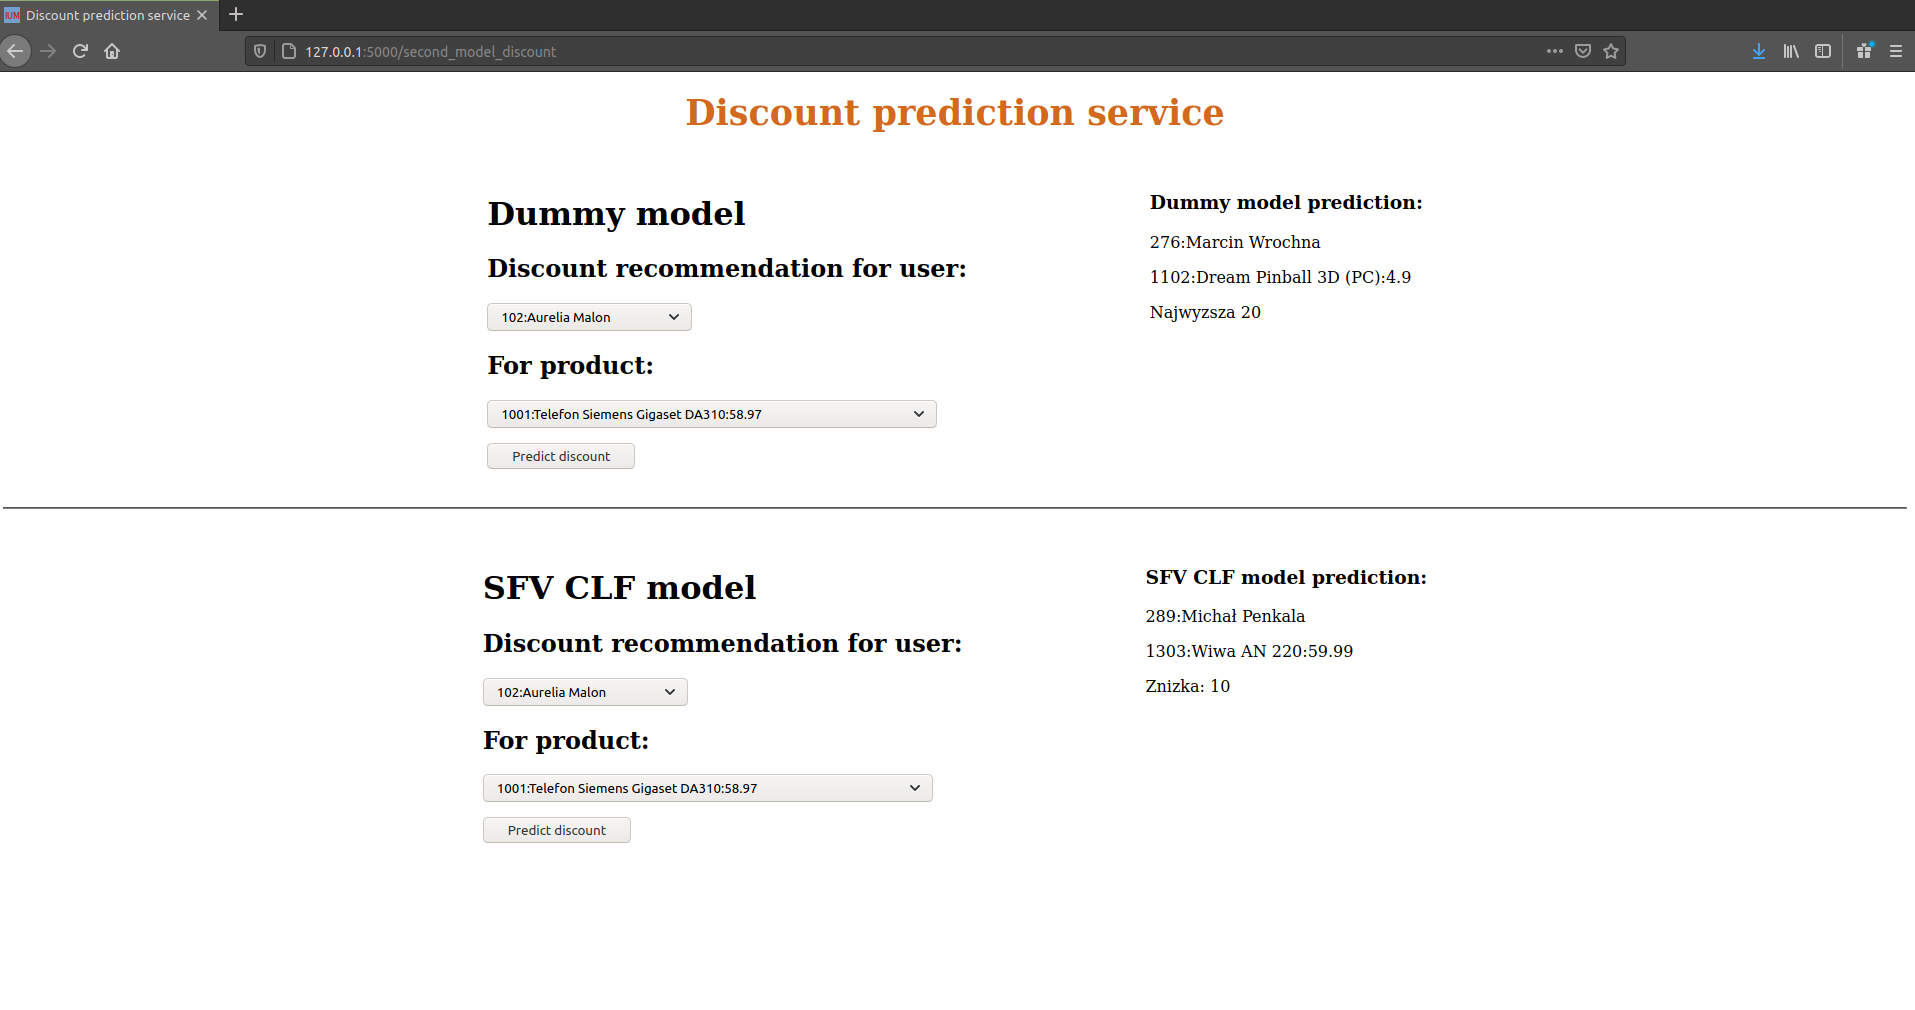 IUM Discount prediction service
127.0.0.1:5000/second_model_discount
Discount prediction service
Dummy model
Discount recommendation for user:
102:Aurelia Malon
For product:
1001:Telefon Siemens Gigaset DA310:58.97
Predict discount
Dummy model prediction:
276:Marcin Wrochna
1102:Dream Pinball 3D (PC):4.9
Najwyzsza 20
SFV CLF model
Discount recommendation for user:
102:Aurelia Malon
For product:
1001:Telefon Siemens Gigaset DA310:58.97
Predict discount
SFV CLF model prediction:
289:Michał Penkala
1303:Wiwa AN 220:59.99
Znizka: 10